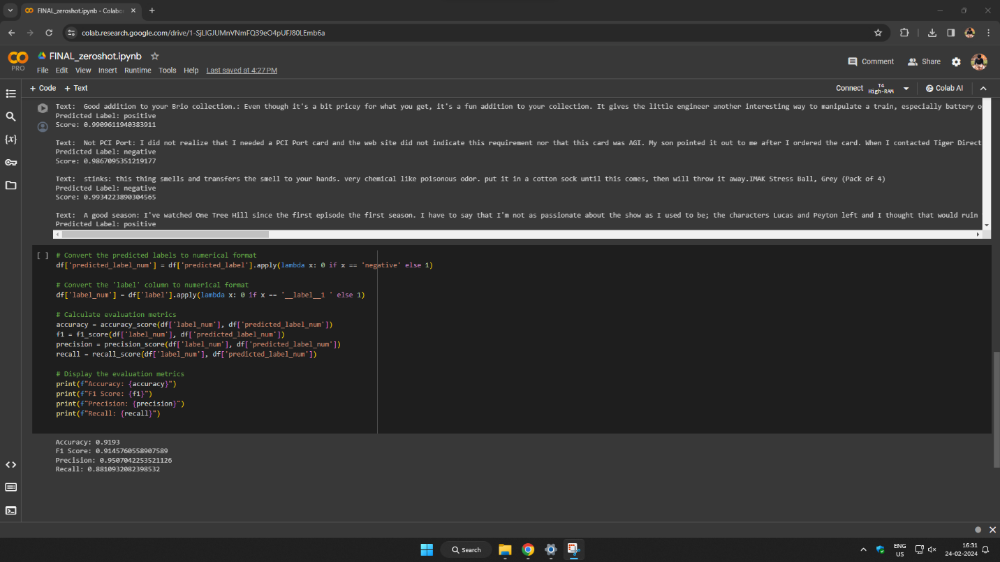 FINAL_zeroshot.ipynb - Colabo
colab.research.google.com/drive/1-SjLlGJUMnVNmFQ39eO4pUFJ80LEmb6a
PRO
FINAL_zeroshot.ipynb
File Edit View Insert Runtime Tools Help Last saved at 4:27 PM
Comment Share
+ Code + Text
Connect T4 High-RAM Colab AI
Text: Good addition to your Brio collection.: Even though it's a bit pricey for what you get, it's a fun addition to your collection. It gives the little engineer another interesting way to manipulate a train, especially battery o
Predicted Label: positive
Score: 0.9909611940383911
Text: Not PCI Port: I did not realize that I needed a PCI Port card and the web site did not indicate this requirement nor that this card was AGI. My son pointed it out to me after I ordered the card. When I contacted Tiger Direct
Predicted Label: negative
Score: 0.9867095351219177
Text: stinks: this thing smells and transfers the smell to your hands. very chemical like poisonous odor. put it in a cotton sock until this comes, then will throw it away.IMAK Stress Ball, Grey (Pack of 4)
Predicted Label: negative
Score: 0.9934223890304565
Text: A good season: I've watched One Tree Hill since the first episode the first season. I have to say that I'm not as passionate about the show as I used to be; the characters Lucas and Peyton left and I thought that would ruin
Predicted Label: positive
[ ] # Convert the predicted labels to numerical format
df['predicted_label_num'] = df['predicted_label'].apply(lambda x: 0 if x == 'negative' else 1)
# Convert the 'label' column to numerical format
df['label_num'] = df['label'].apply(lambda x: 0 if x == '__label__1 ' else 1)
# Calculate evaluation metrics
accuracy = accuracy_score(df['label_num'], df['predicted_label_num'])
f1 = f1_score(df['label_num'], df['predicted_label_num'])
precision = precision_score(df['label_num'], df['predicted_label_num'])
recall = recall_score(df['label_num'], df['predicted_label_num'])
# Display the evaluation metrics
print(f"Accuracy: {accuracy}")
print(f"F1 Score: {f1}")
print(f"Precision: {precision}")
print(f"Recall: {recall}")
Accuracy: 0.9193
F1 Score: 0.9145760558907589
Precision: 0.9507042253521126
Recall: 0.8810932082398532
Search
ENG
US
16:31
24-02-2024